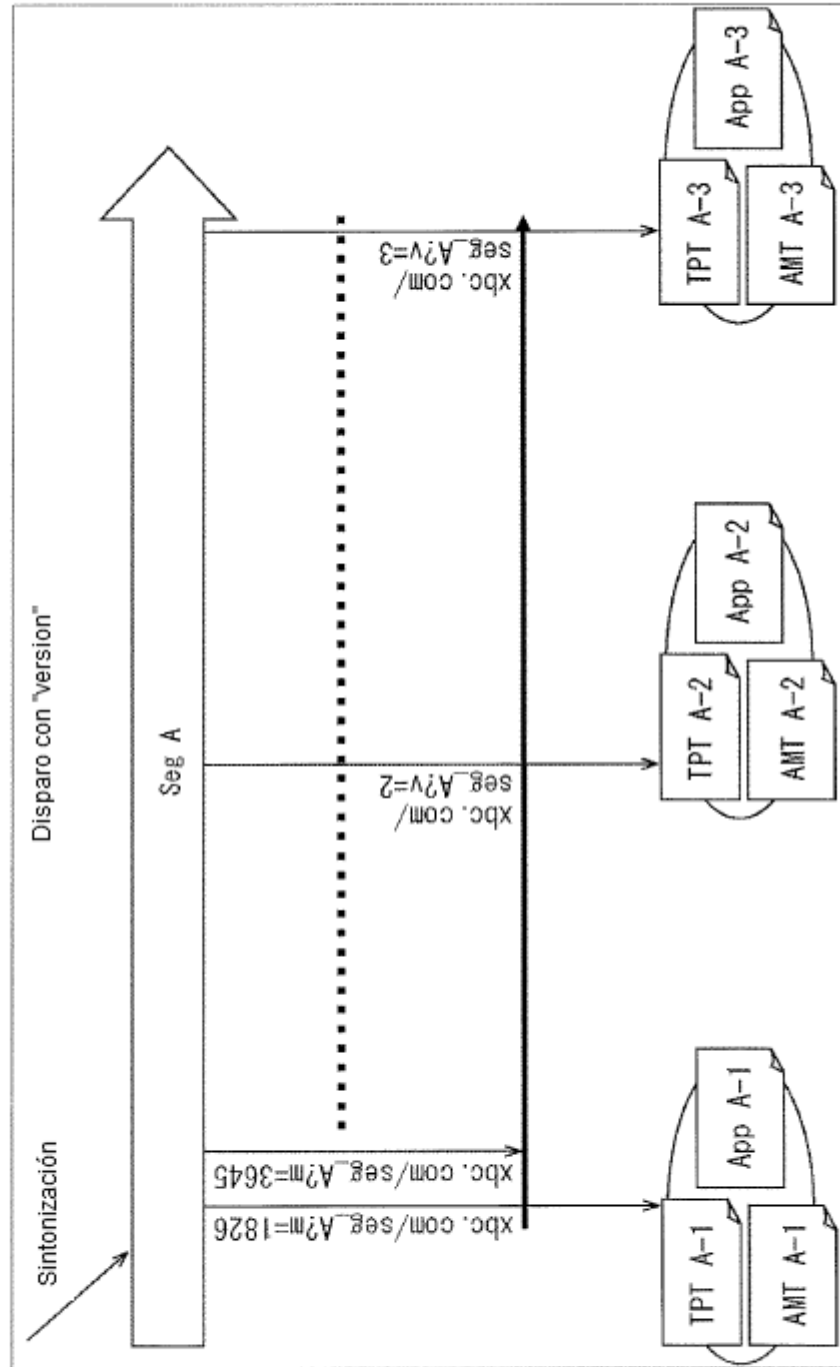 Disparo con "version"
Sintonización
Seg A
xbc.com/seg_A?m=1826
xbc.com/seg_A?m=3645
xbc.com/
seg_A?v=2
xbc.com/
seg_A?v=3
TPT A-1
App A-1
AMT A-1
TPT A-2
App A-2
AMT A-2
TPT A-3
App A-3
AMT A-3